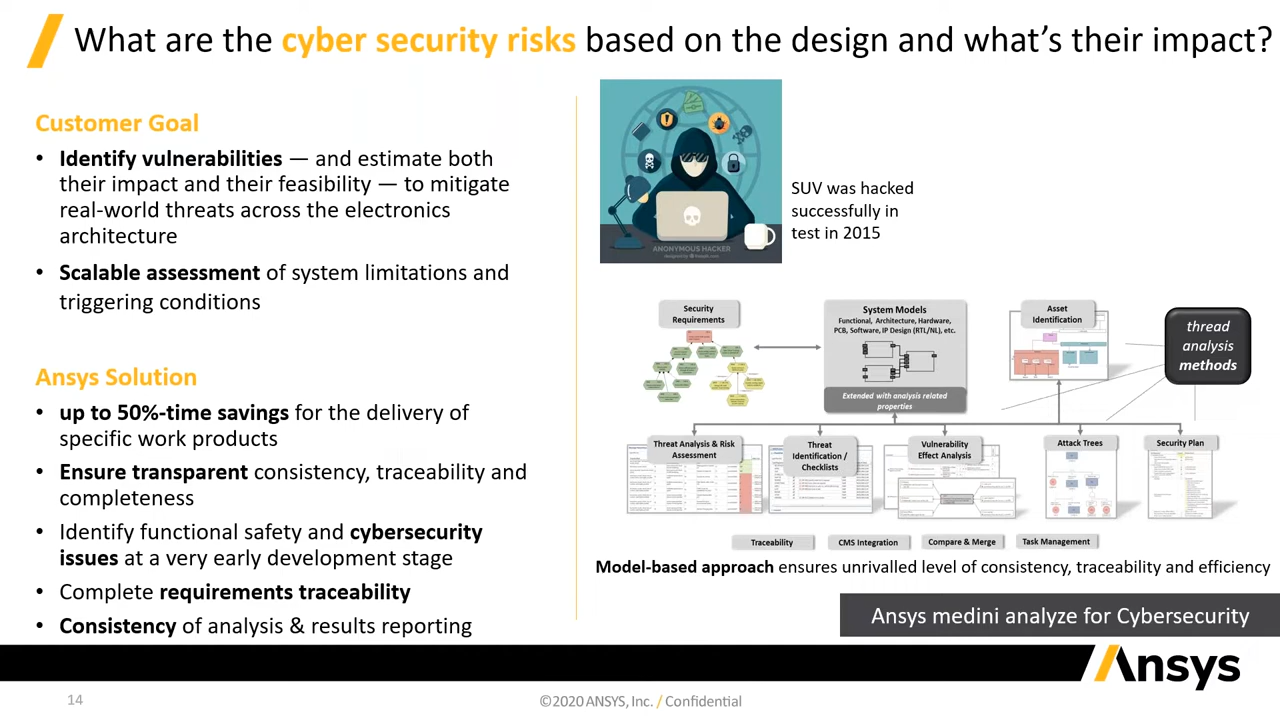 What are the cyber security risks based on the design and what's their impact?
Customer Goal
• Identify vulnerabilities — and estimate both
their impact and their feasibility — to mitigate
real-world threats across the electronics
architecture
• Scalable assessment of system limitations and
triggering conditions
Ansys Solution
• up to 50%-time savings for the delivery of
specific work products
• Ensure transparent consistency, traceability and
completeness
• Identify functional safety and cybersecurity
issues at a very early development stage
• Complete requirements traceability
• Consistency of analysis & results reporting
ANONYMOUS HACKER
SUV was hacked
successfully in
test in 2015
Security
Requirements
System Models
Functional, Architecture, Hardware,
PCB, Software, IP Design (RTL/NL), etc.
Extended with analysis related
properties
Asset
Identification
thread
analysis
methods
Threat Analysis & Risk
Assessment
Threat
Identification /
Checklists
Vulnerability
Effect Analysis
Attack Trees
Security Plan
Traceability
CMS Integration
Compare & Merge
Task Management
Model-based approach ensures unrivalled level of consistency, traceability and efficiency
Ansys medini analyze for Cybersecurity
Ansys
14
©2020 ANSYS, Inc. / Confidential